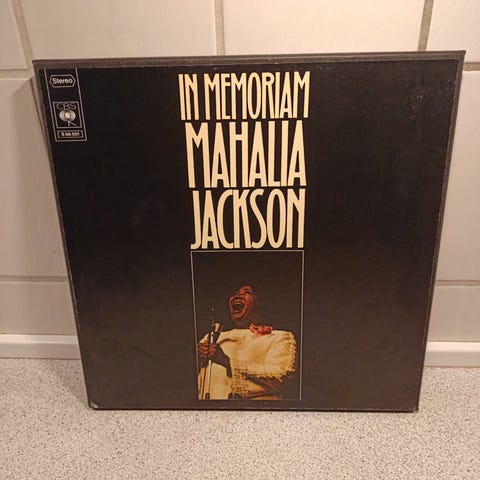 Stereo
CBS
S 66 501
IN MEMORIAM
MAHALIA
JACKSON